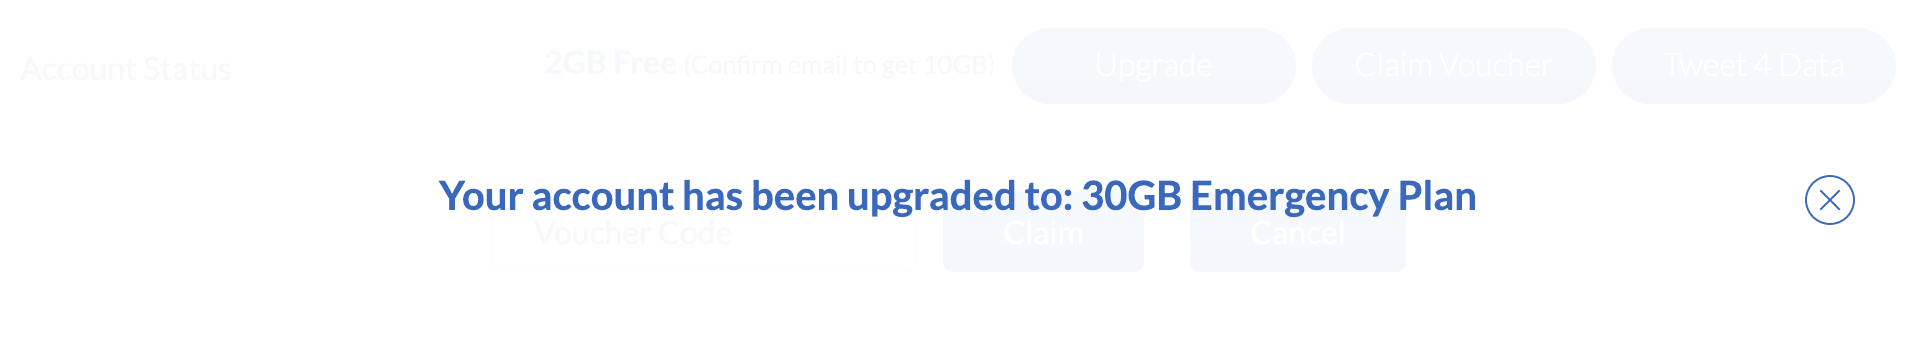 Account Status
2GB Free (Confirm email to get 10GB)
Upgrade
Claim Voucher
Tweet 4 Data
Your account has been upgraded to: 30GB Emergency Plan
Voucher Code
Claim
Cancel